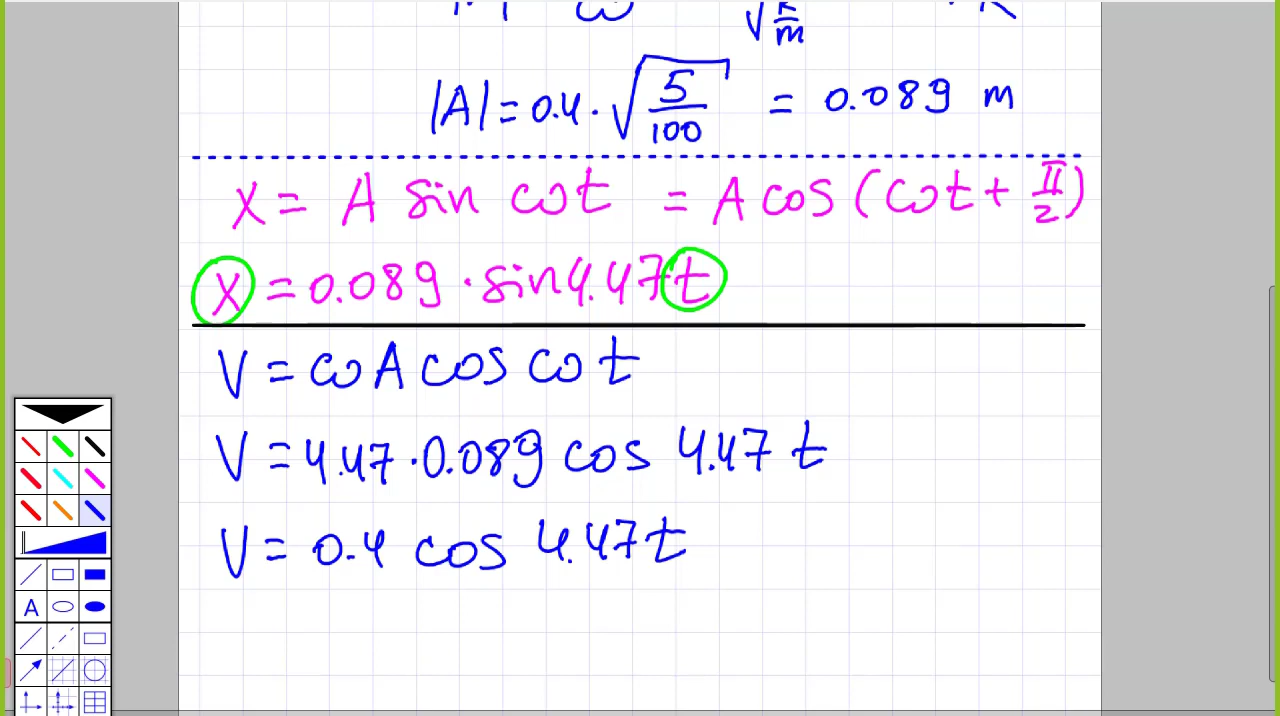 √k/m
|A| = 0.4 · √5/100 = 0.089 m
X = A sin ωt = A cos (ωt + π/2)
X = 0.089 · sin 4.47 t
V = ωA cos ωt
V = 4.47 · 0.089 cos 4.47 t
V = 0.4 cos 4.47 t
A